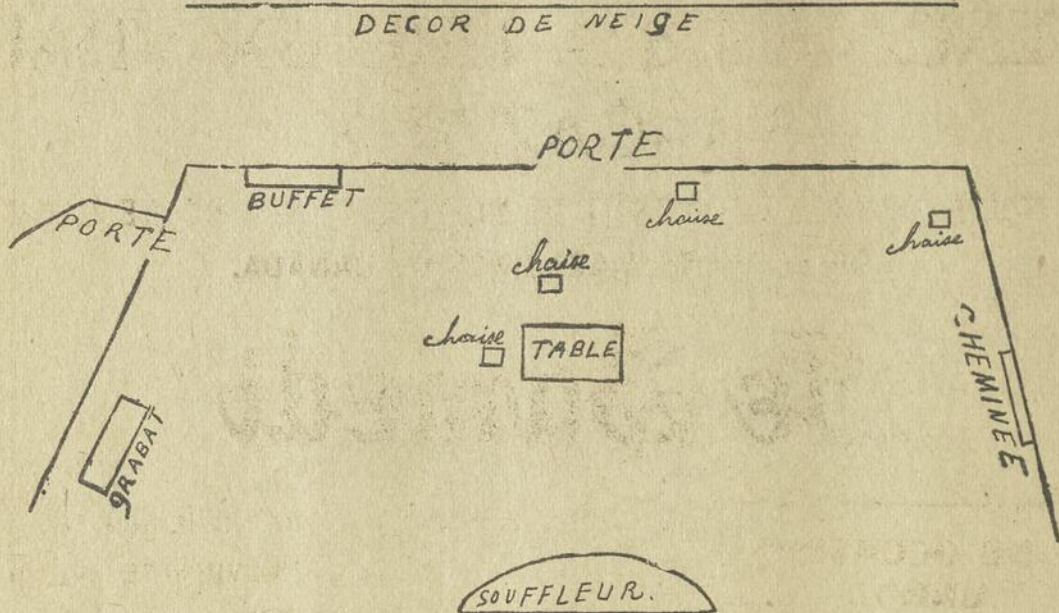 DECOR DE NEIGE
PORTE
BUFFET
chaise
PORTE
chaise
chaise
chaise
TABLE
CHEMINEE
GRABAT
SOUFFLEUR.